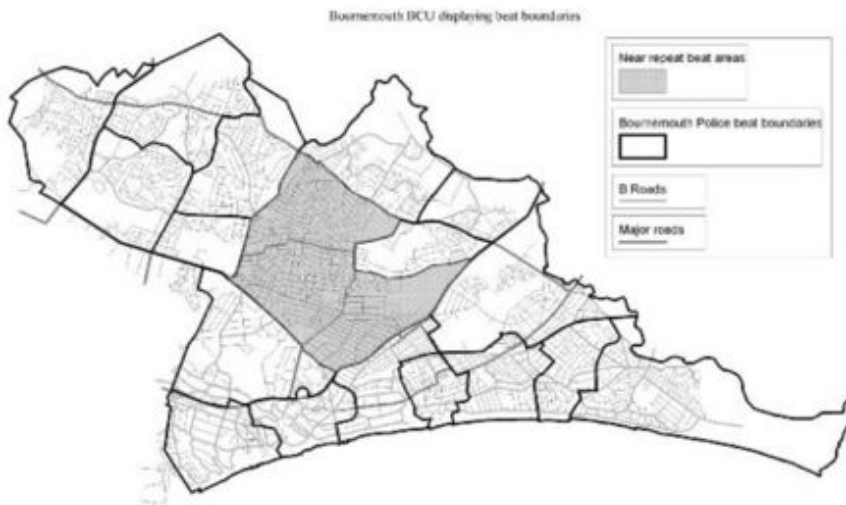 Bournemouth BCU displaying beat boundaries
Near repeat beat areas
Bournemouth Police beat boundaries
B Roads
Major roads